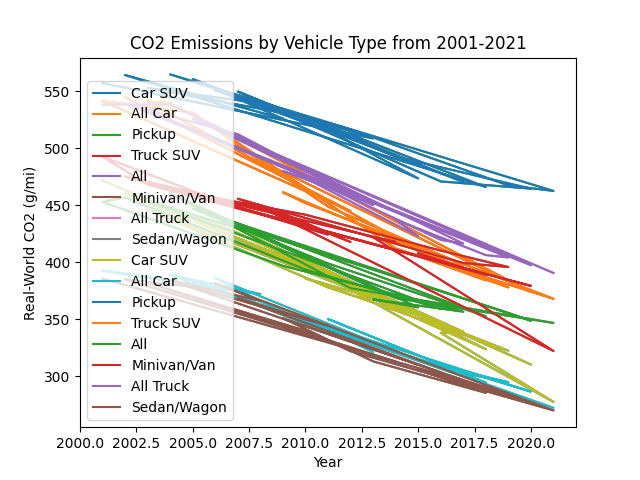 CO2 Emissions by Vehicle Type from 2001-2021
Real-World CO2 (g/mi)
550
500
450
400
350
300
Car SUV
All Car
Pickup
Truck SUV
All
Minivan/Van
All Truck
Sedan/Wagon
Car SUV
All Car
Pickup
Truck SUV
All
Minivan/Van
All Truck
Sedan/Wagon
2000.0 2002.5 2005.0 2007.5 2010.0 2012.5 2015.0 2017.5 2020.0
Year